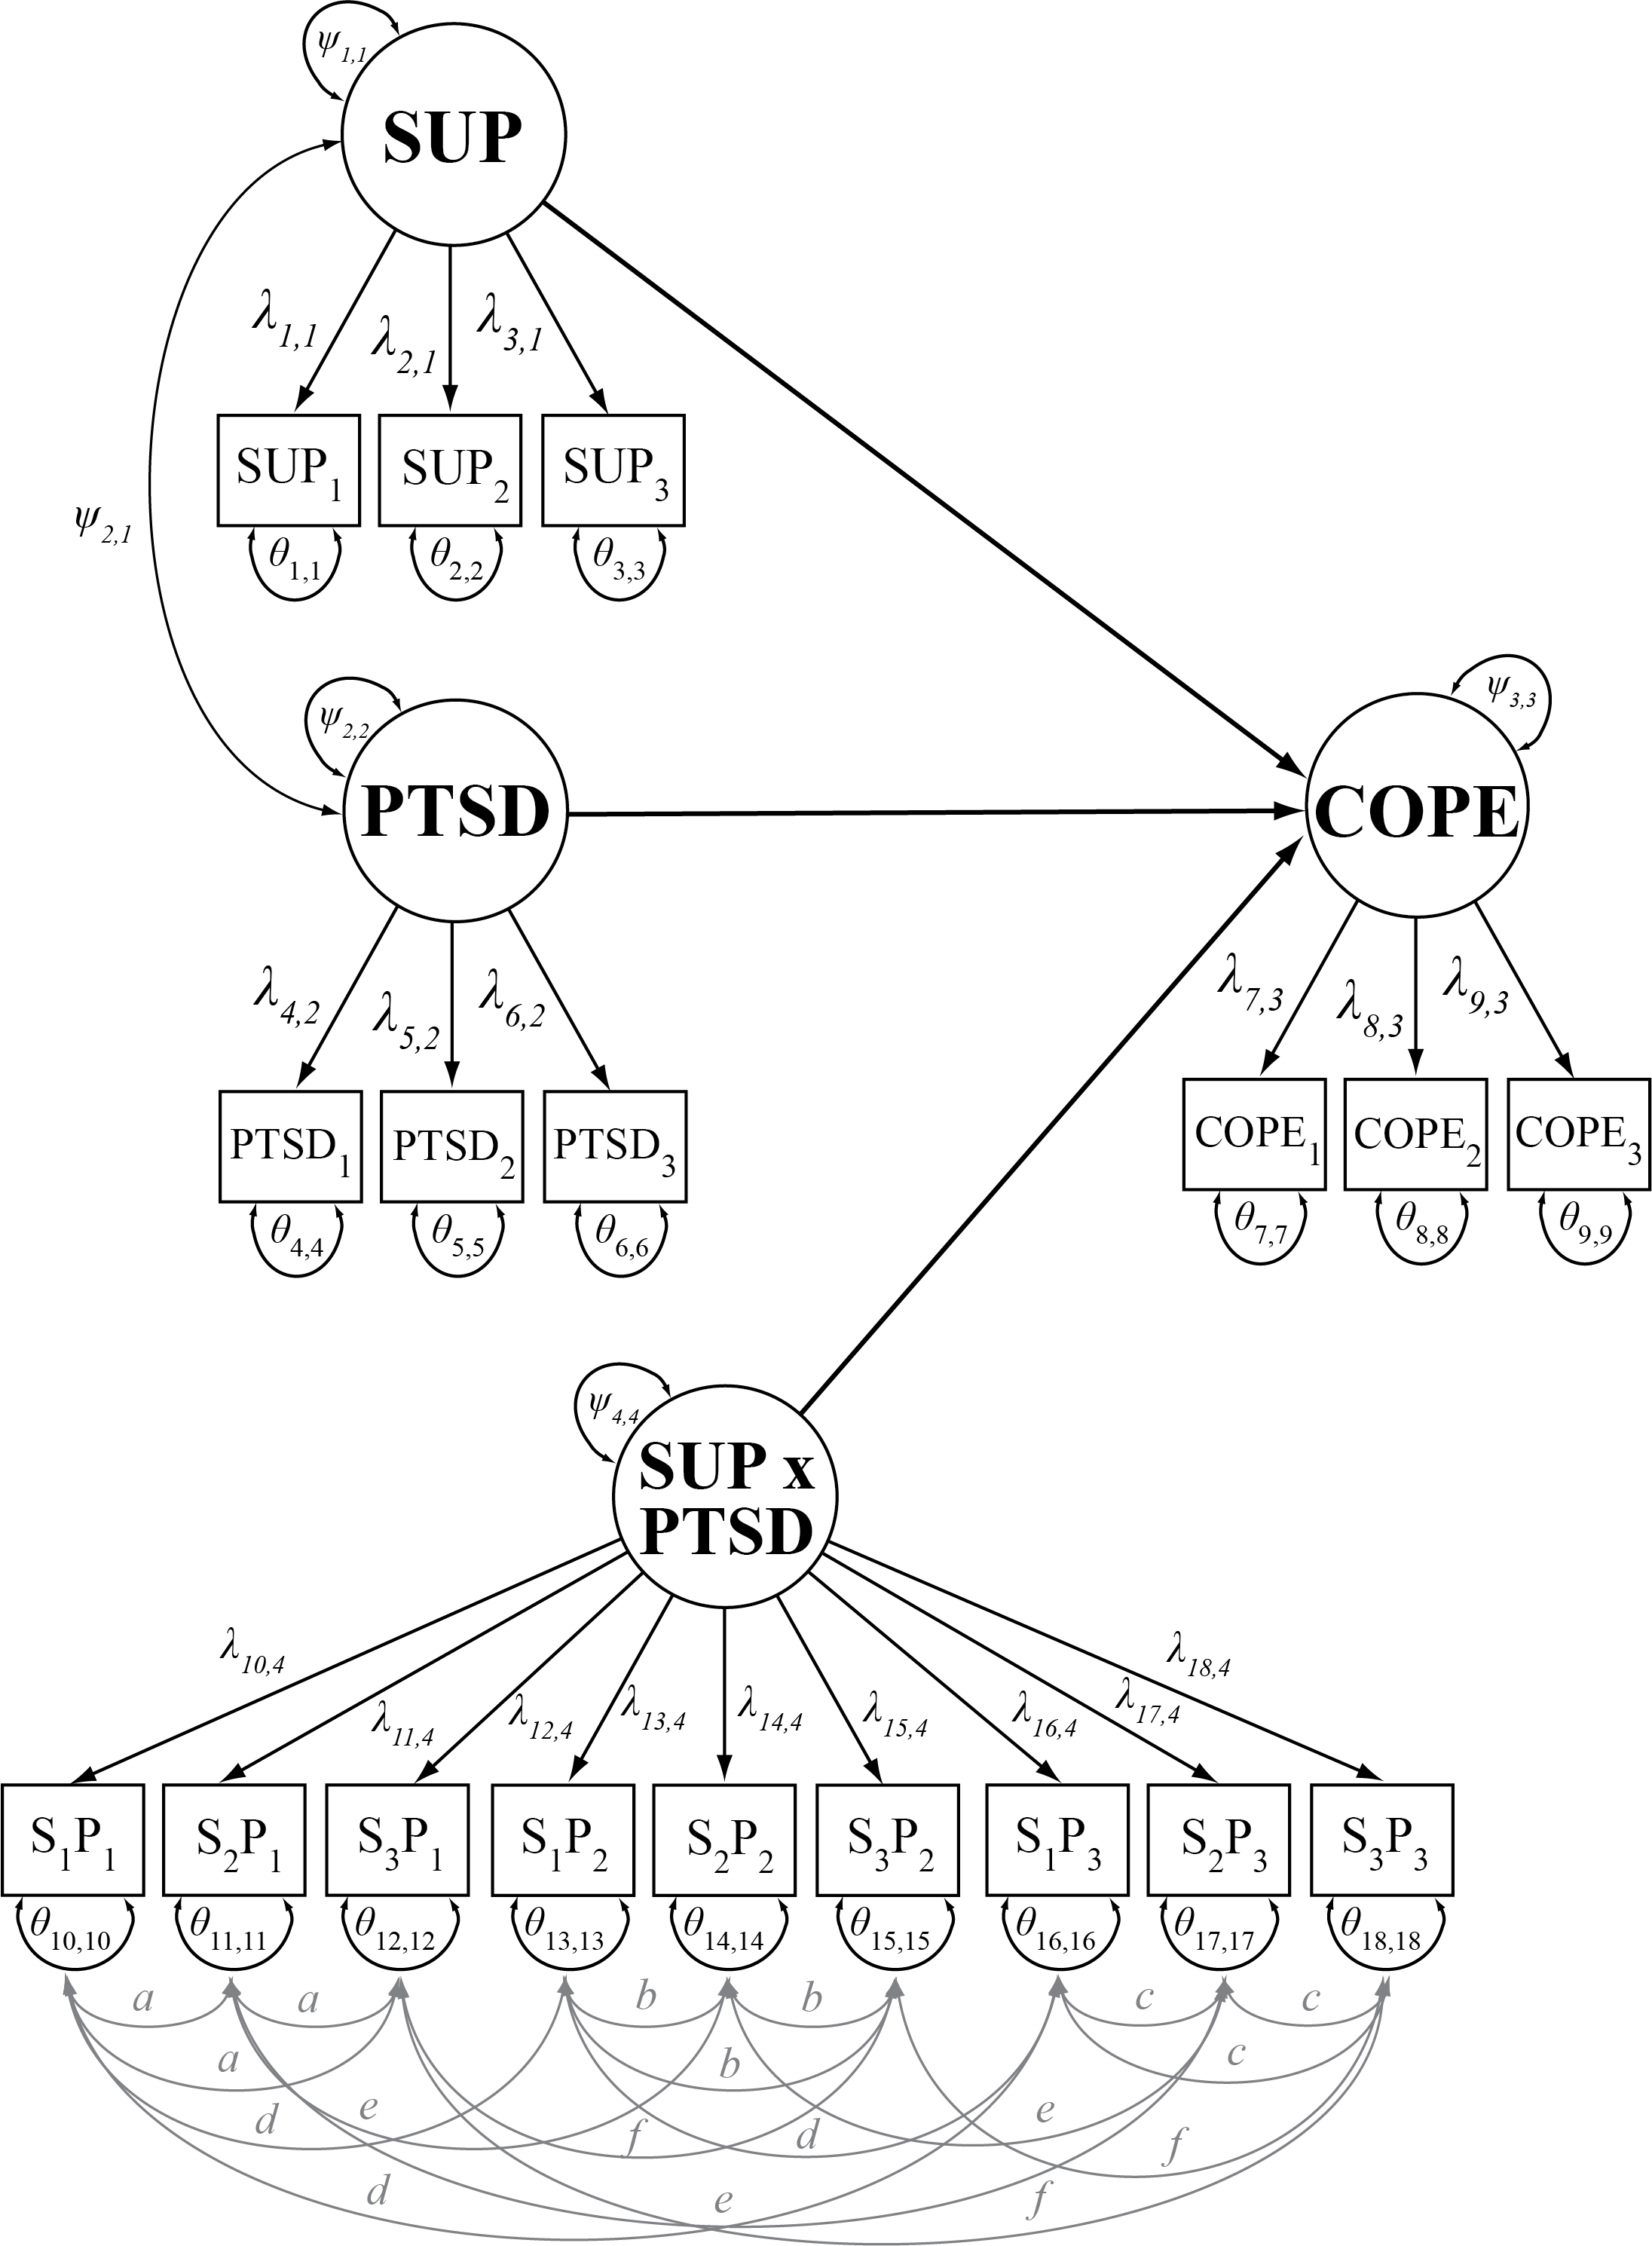 ψ1,1
SUP
λ1,1 λ2,1 λ3,1
SUP1 SUP2 SUP3
θ1,1 θ2,2 θ3,3
ψ2,1
ψ2,2
PTSD
ψ3,3
COPE
λ4,2 λ5,2 λ6,2
λ7,3 λ8,3 λ9,3
PTSD1 PTSD2 PTSD3
COPE1 COPE2 COPE3
θ4,4 θ5,5 θ6,6
θ7,7 θ8,8 θ9,9
ψ4,4
SUP x
PTSD
λ10,4 λ11,4 λ12,4 λ13,4 λ14,4 λ15,4 λ16,4 λ17,4 λ18,4
S1P1 S2P1 S3P1 S1P2 S2P2 S3P2 S1P3 S2P3 S3P3
θ10,10 θ11,11 θ12,12 θ13,13 θ14,14 θ15,15 θ16,16 θ17,17 θ18,18
a a b b c c
a b c
d e f d e f
d e f